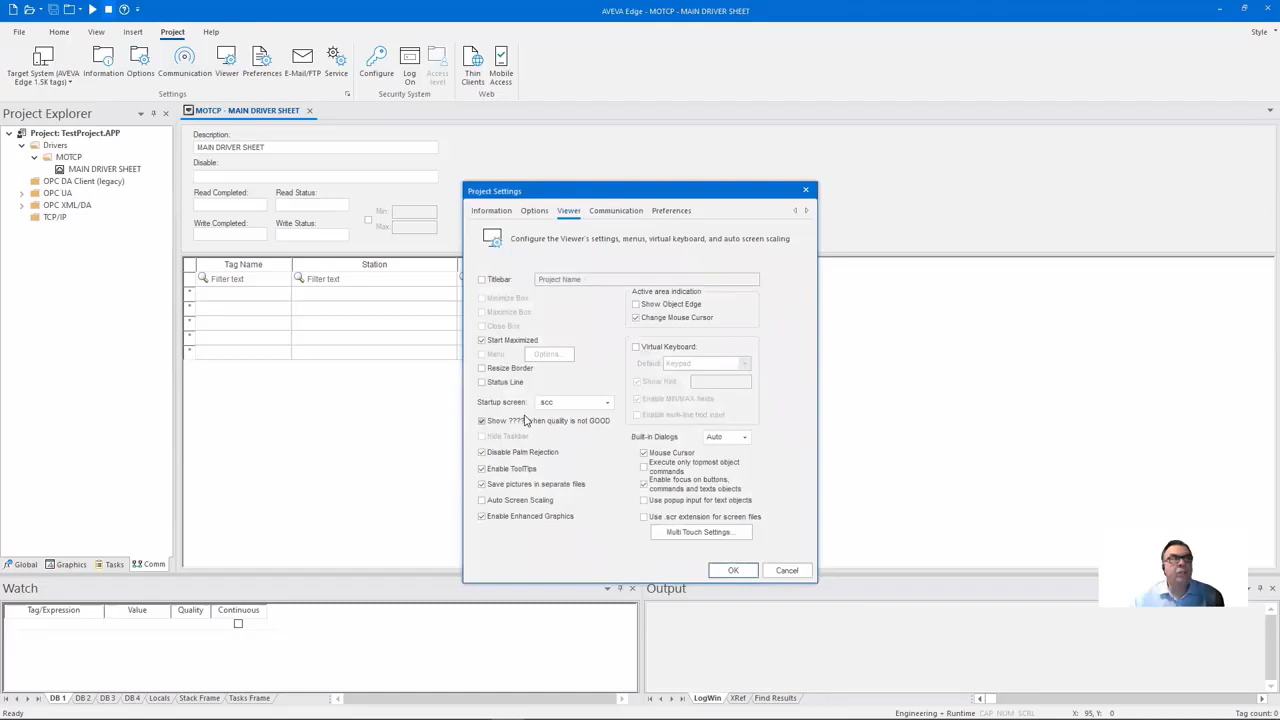 AVEVA Edge - MOTCP - MAIN DRIVER SHEET
File Home View Insert Project Help Style
Target System (AVEVA Edge 1.5K tags) Information Options Communication Viewer Preferences E-Mail/FTP Service Configure Log On Access level Thin Clients Mobile Access
Settings Security System Web
Project Explorer
Project: TestProject.APP
Drivers
MOTCP
MAIN DRIVER SHEET
OPC DA Client (legacy)
OPC UA
OPC XML/DA
TCP/IP
Global Graphics Tasks Comm
MOTCP - MAIN DRIVER SHEET
Description:
MAIN DRIVER SHEET
Disable:
Read Completed: Read Status:
Min:
Write Completed: Write Status:
Max:
Tag Name Station
Filter text Filter text
Project Settings
Information Options Viewer Communication Preferences
Configure the Viewer's settings, menus, virtual keyboard, and auto screen scaling
Titlebar: Project Name
Minimize Box
Maximize Box
Close Box
Start Maximized
Menu Options...
Resize Border
Status Line
Startup screen: .scc
Show ???? when quality is not GOOD
Hide Taskbar
Disable Palm Rejection
Enable ToolTips
Save pictures in separate files
Auto Screen Scaling
Enable Enhanced Graphics
Active area indication
Show Object Edge
Change Mouse Cursor
Virtual Keyboard:
Default: Keypad
Show Hint
Enable MIN/MAX fields
Enable multi-line text input
Built-in Dialogs Auto
Mouse Cursor
Execute only topmost object
commands
Enable focus on buttons,
commands and texts objects
Use popup input for text objects
Use .scr extension for screen files
Multi Touch Settings...
OK Cancel
Watch
Tag/Expression Value Quality Continuous
DB 1 DB 2 DB 3 DB 4 Locals Stack Frame Tasks Frame
Output
LogWin XRef Find Results
Ready Engineering + Runtime CAP NUM SCRL X: 95, Y: 0 Tag count: 0